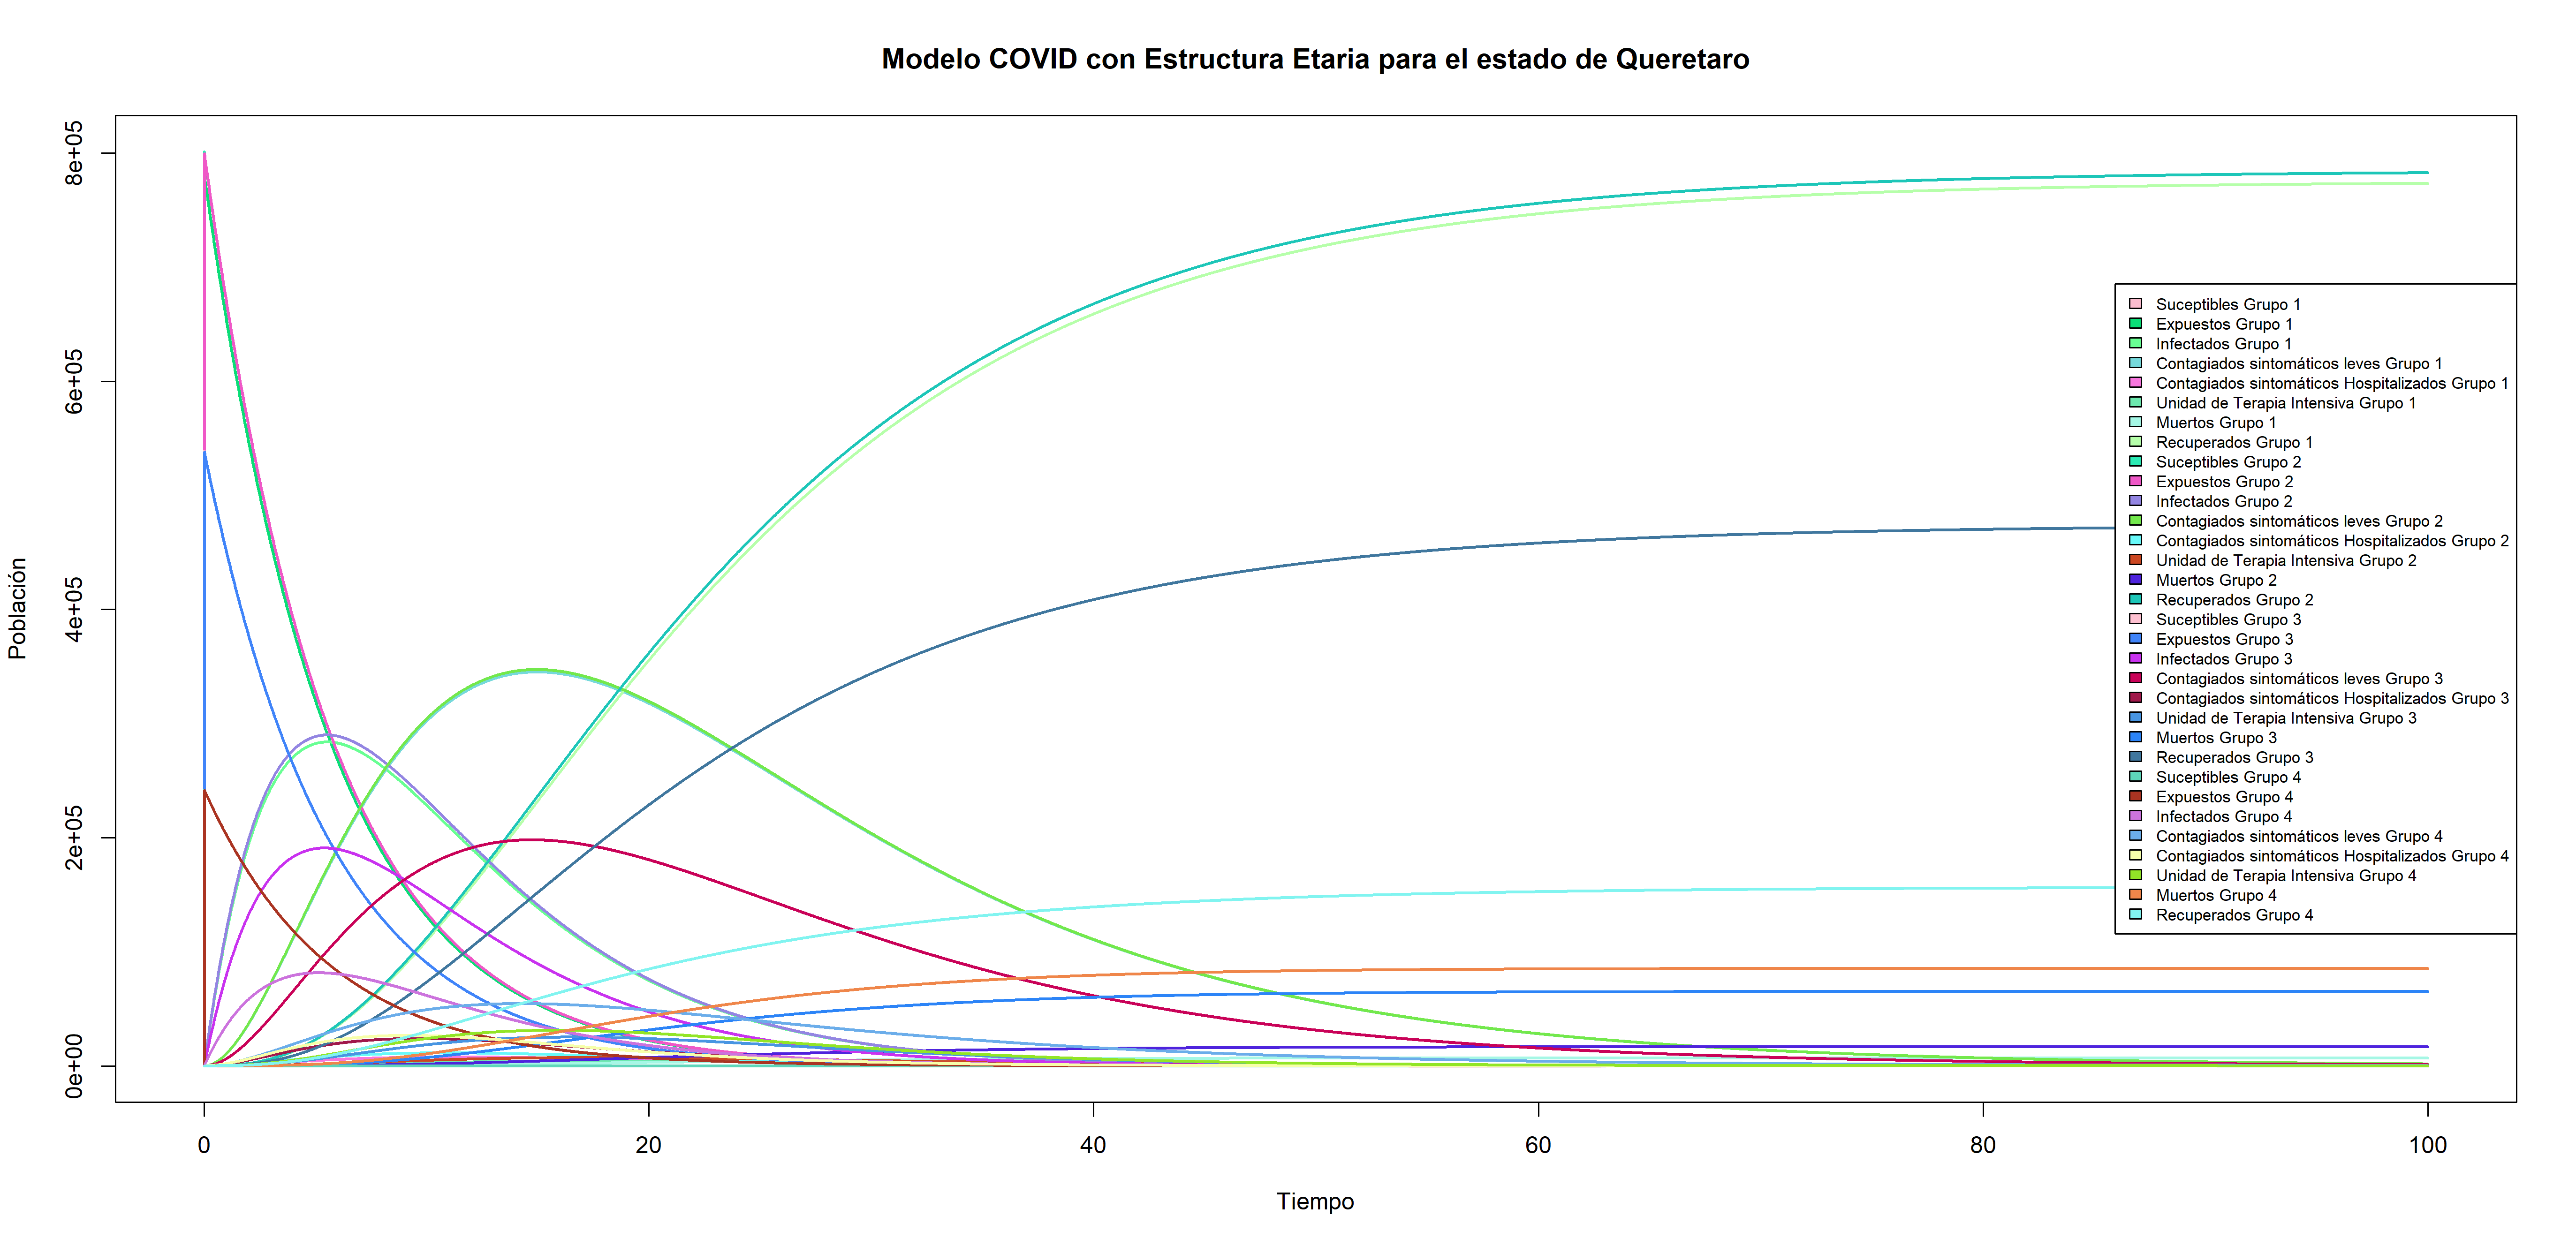 Modelo COVID con Estructura Etaria para el estado de Queretaro
8e+05
6e+05
4e+05
2e+05
0e+00
Población
Suceptibles Grupo 1
Expuestos Grupo 1
Infectados Grupo 1
Contagiados sintomáticos leves Grupo 1
Contagiados sintomáticos Hospitalizados Grupo 1
Unidad de Terapia Intensiva Grupo 1
Muertos Grupo 1
Recuperados Grupo 1
Suceptibles Grupo 2
Expuestos Grupo 2
Infectados Grupo 2
Contagiados sintomáticos leves Grupo 2
Contagiados sintomáticos Hospitalizados Grupo 2
Unidad de Terapia Intensiva Grupo 2
Muertos Grupo 2
Recuperados Grupo 2
Suceptibles Grupo 3
Expuestos Grupo 3
Infectados Grupo 3
Contagiados sintomáticos leves Grupo 3
Contagiados sintomáticos Hospitalizados Grupo 3
Unidad de Terapia Intensiva Grupo 3
Muertos Grupo 3
Recuperados Grupo 3
Suceptibles Grupo 4
Expuestos Grupo 4
Infectados Grupo 4
Contagiados sintomáticos leves Grupo 4
Contagiados sintomáticos Hospitalizados Grupo 4
Unidad de Terapia Intensiva Grupo 4
Muertos Grupo 4
Recuperados Grupo 4
0 20 40 60 80 100
Tiempo